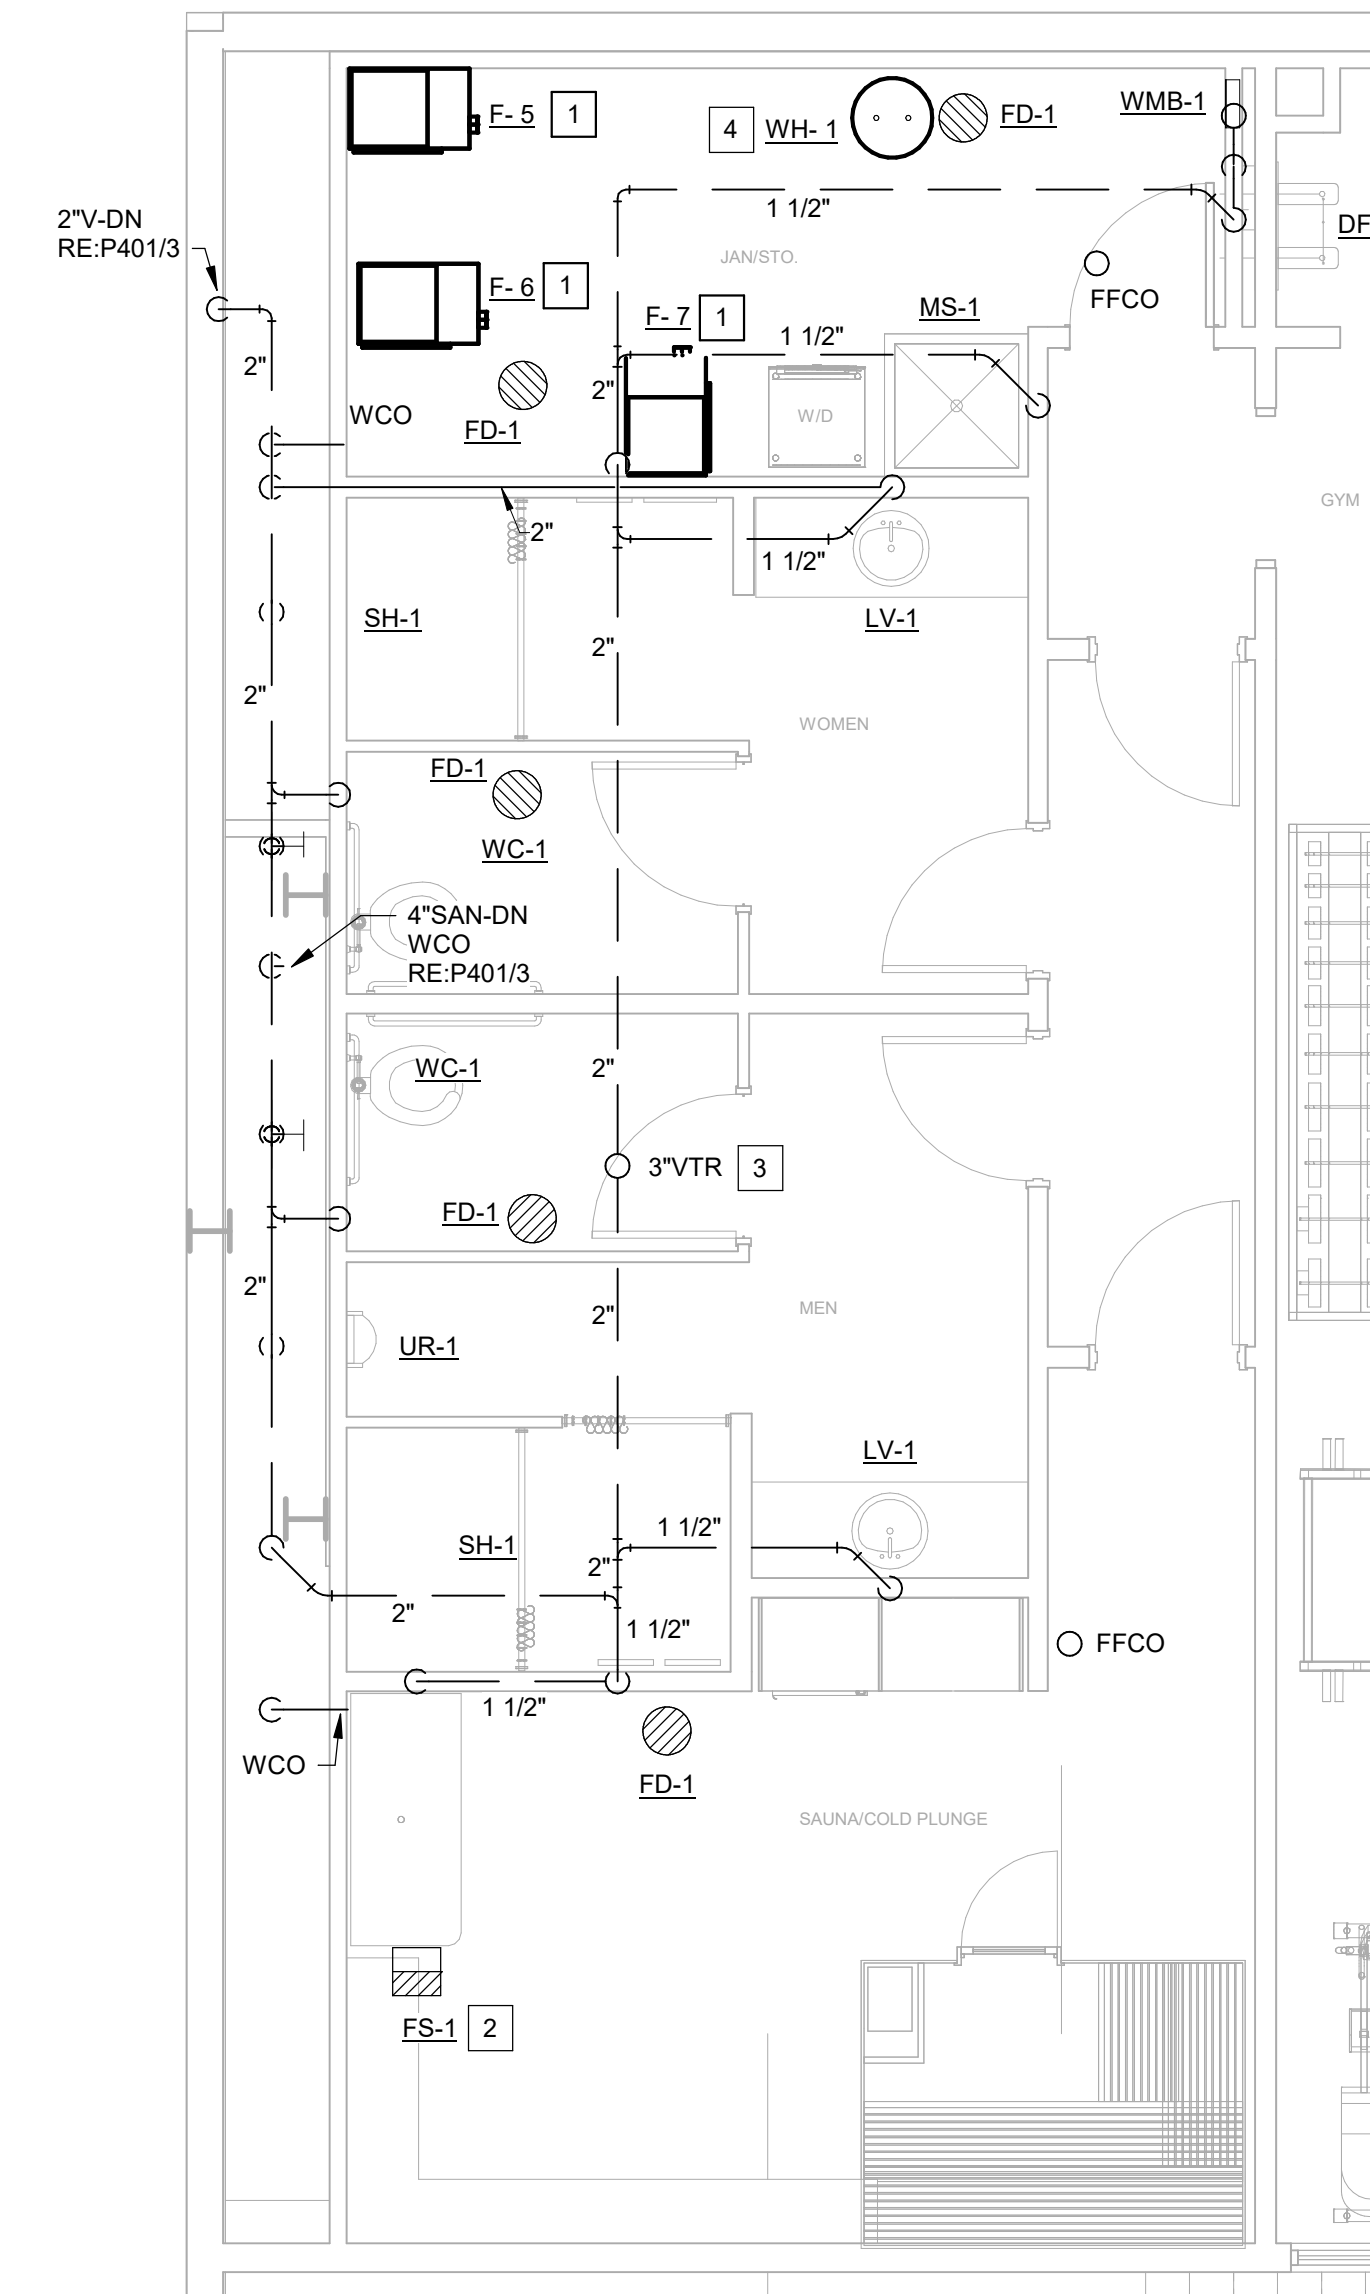 F- 5
1
4
WH- 1
FD-1
WMB-1
2"V-DN
RE:P401/3
1 1/2"
DF
JAN/STO.
F- 6
1
FFCO
F- 7
1
MS-1
1 1/2"
2"
2"
WCO
W/D
FD-1
GYM
2"
1 1/2"
SH-1
LV-1
2"
2"
WOMEN
FD-1
WC-1
4"SAN-DN
WCO
RE:P401/3
WC-1
2"
3"VTR
3
FD-1
2"
2"
MEN
UR-1
LV-1
1 1/2"
SH-1
2"
2"
1 1/2"
FFCO
1 1/2"
WCO
FD-1
SAUNA/COLD PLUNGE
FS-1
2